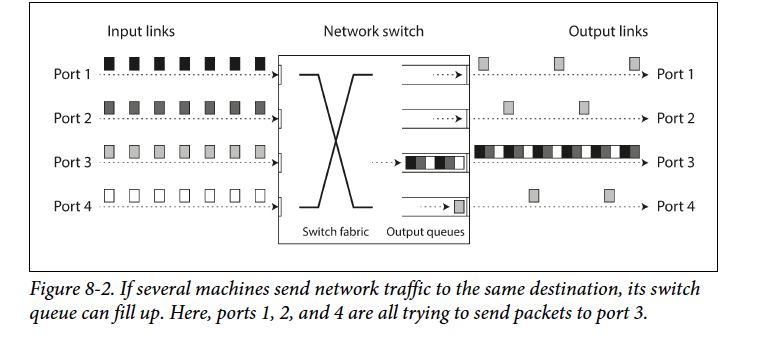 Input links Network switch Output links
Port 1 Port 1
Port 2 Port 2
Port 3 Port 3
Port 4 Port 4
Switch fabric Output queues
Figure 8-2. If several machines send network traffic to the same destination, its switch
queue can fill up. Here, ports 1, 2, and 4 are all trying to send packets to port 3.